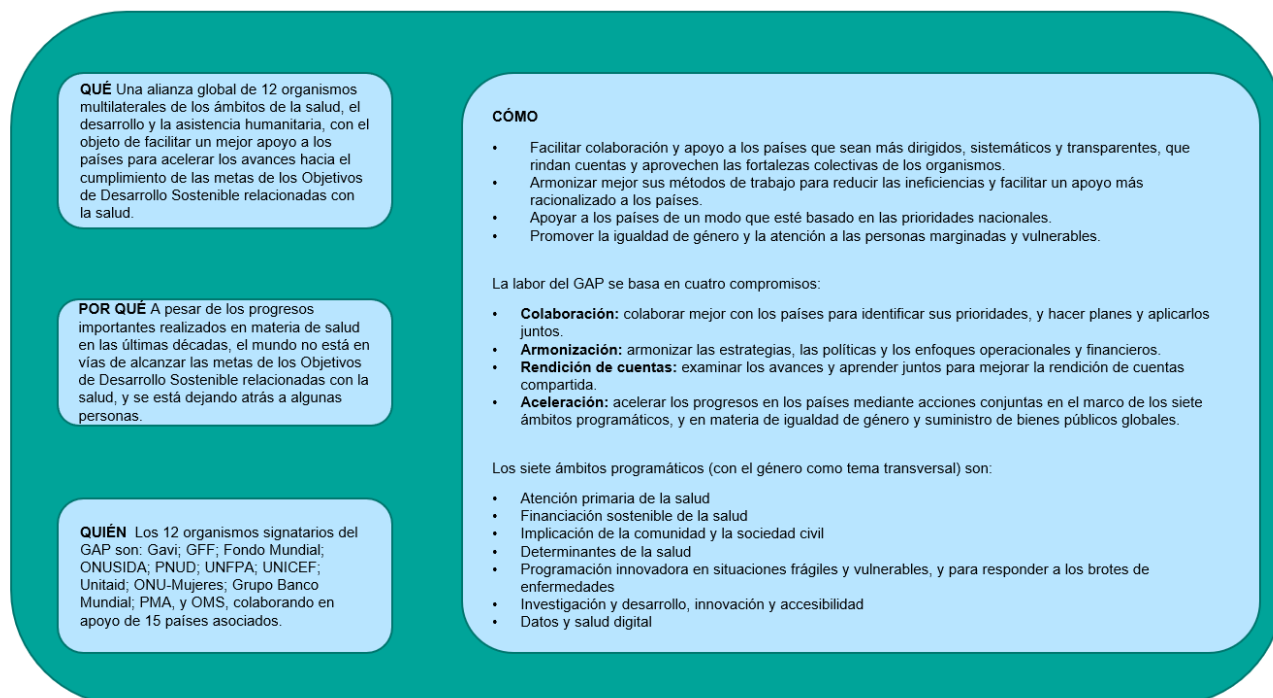 QUÉ Una alianza global de 12 organismos
multilaterales de los ámbitos de la salud, el
desarrollo y la asistencia humanitaria, con el
objeto de facilitar un mejor apoyo a los
países para acelerar los avances hacia el
cumplimiento de las metas de los Objetivos
de Desarrollo Sostenible relacionadas con
la salud.
POR QUÉ A pesar de los progresos
importantes realizados en materia de salud
en las últimas décadas, el mundo no está en
vías de alcanzar las metas de los Objetivos
de Desarrollo Sostenible relacionadas con la
salud, y se está dejando atrás a algunas
personas.
QUIÉN Los 12 organismos signatarios del
GAP son: Gavi; GFF; Fondo Mundial;
ONUSIDA; PNUD; UNFPA; UNICEF;
Unitaid; ONU-Mujeres; Grupo Banco
Mundial; PMA, y OMS, colaborando en
apoyo de 15 países asociados.
CÓMO
• Facilitar colaboración y apoyo a los países que sean más dirigidos, sistemáticos y transparentes, que
rindan cuentas y aprovechen las fortalezas colectivas de los organismos.
• Armonizar mejor sus métodos de trabajo para reducir las ineficiencias y facilitar un apoyo más
racionalizado a los países.
• Apoyar a los países de un modo que esté basado en las prioridades nacionales.
• Promover la igualdad de género y la atención a las personas marginadas y vulnerables.
La labor del GAP se basa en cuatro compromisos:
• Colaboración: colaborar mejor con los países para identificar sus prioridades, y hacer planes y aplicarlos
juntos.
• Armonización: armonizar las estrategias, las políticas y los enfoques operacionales y financieros.
• Rendición de cuentas: examinar los avances y aprender juntos para mejorar la rendición de cuentas
compartida.
• Aceleración: acelerar los progresos en los países mediante acciones conjuntas en el marco de los siete
ámbitos programáticos, y en materia de igualdad de género y suministro de bienes públicos globales.
Los siete ámbitos programáticos (con el género como tema transversal) son:
• Atención primaria de la salud
• Financiación sostenible de la salud
• Implicación de la comunidad y la sociedad civil
• Determinantes de la salud
• Programación innovadora en situaciones frágiles y vulnerables, y para responder a los brotes de
enfermedades
• Investigación y desarrollo, innovación y accesibilidad
• Datos y salud digital